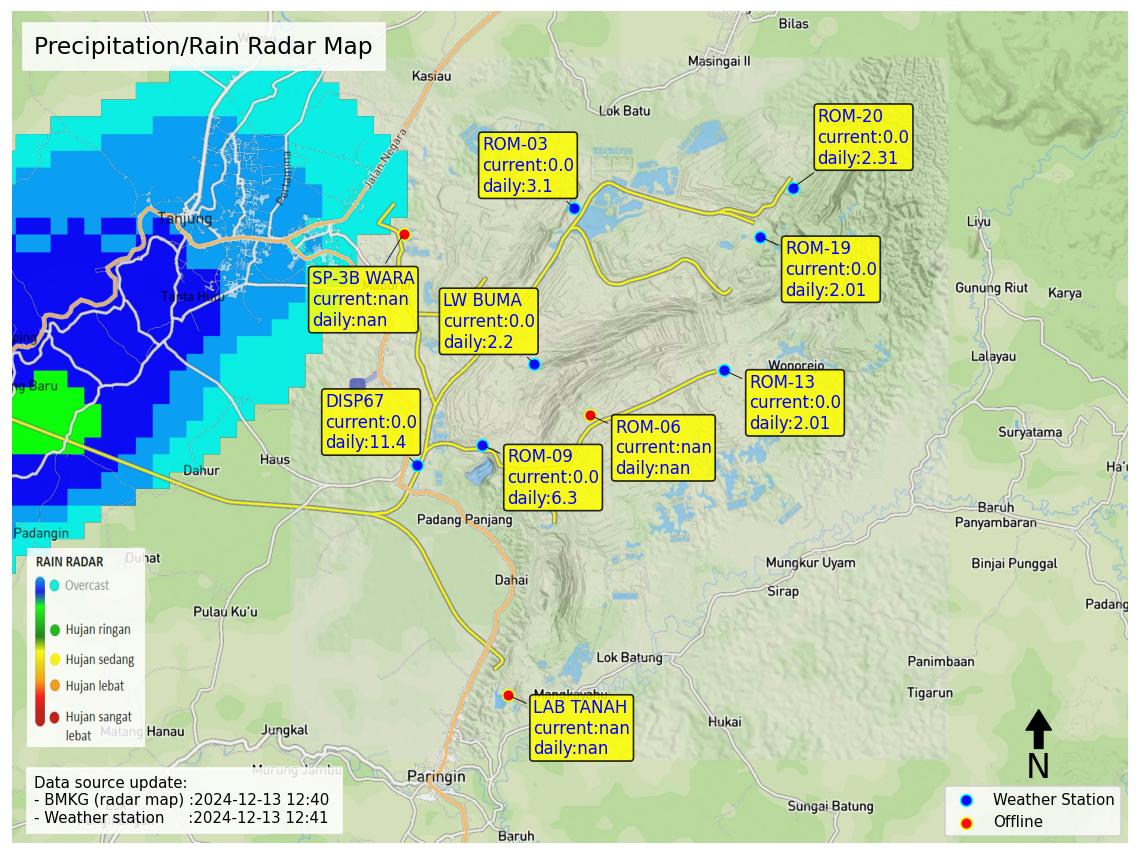 Precipitation/Rain Radar Map
Bilas
Masingai II
Kasiau
Lok Batu
ROM-20
current:0.0
daily:2.31
ROM-03
current:0.0
daily:3.1
Jalan Negara
Pertamina
Tanjung
Liyu
ROM-19
current:0.0
daily:2.01
SP-3B WARA
current:nan
daily:nan
LW BUMA
current:0.0
daily:2.2
Gunung Riut
Karya
Lalayau
Wonorejo
ROM-13
current:0.0
daily:2.01
ng Baru
DISP67
current:0.0
daily:11.4
ROM-06
current:nan
daily:nan
Suryatama
ROM-09
current:0.0
daily:6.3
Haus
Dahur
Ha'u
Padang Panjang
Baruh
Panyambaran
Padangin
Duhat
Mungkur Uyam
Binjai Punggal
Dahai
Sirap
Padang
Pulau Ku'u
RAIN RADAR
Overcast
Hujan ringan
Hujan sedang
Hujan lebat
Hujan sangat
lebat
Lok Batung
Panimbaan
Tigarun
LAB TANAH
current:nan
daily:nan
Hukai
Matang Hanau
Jungkal
Murung Jambu
Paringin
Sungai Batung
Baruh
Data source update:
- BMKG (radar map) :2024-12-13 12:40
- Weather station :2024-12-13 12:41
N
Weather Station
Offline